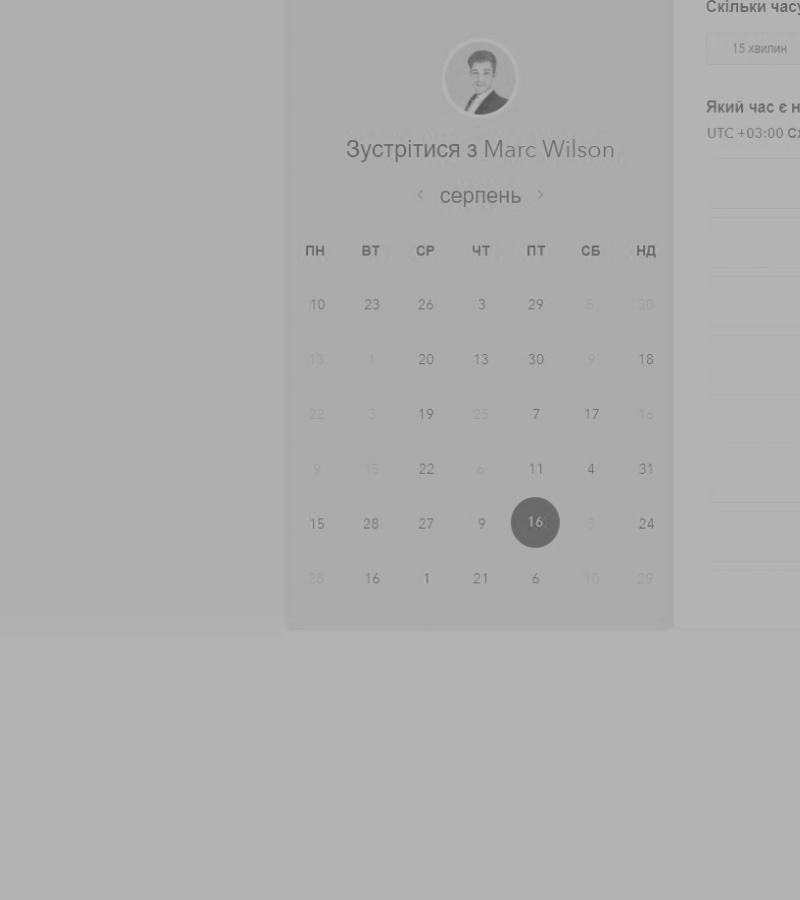 Скільки часу
15 хвилин
Який час є н
UTC +03:00 Сх
Зустрітися з Marc Wilson
‹ серпень ›
ПН ВТ СР ЧТ ПТ СБ НД
10 23 26 3 29 5 30
13 1 20 13 30 9 18
22 3 19 25 7 17 16
9 15 22 6 11 4 31
15 28 27 9 16 3 24
28 16 1 21 6 10 29